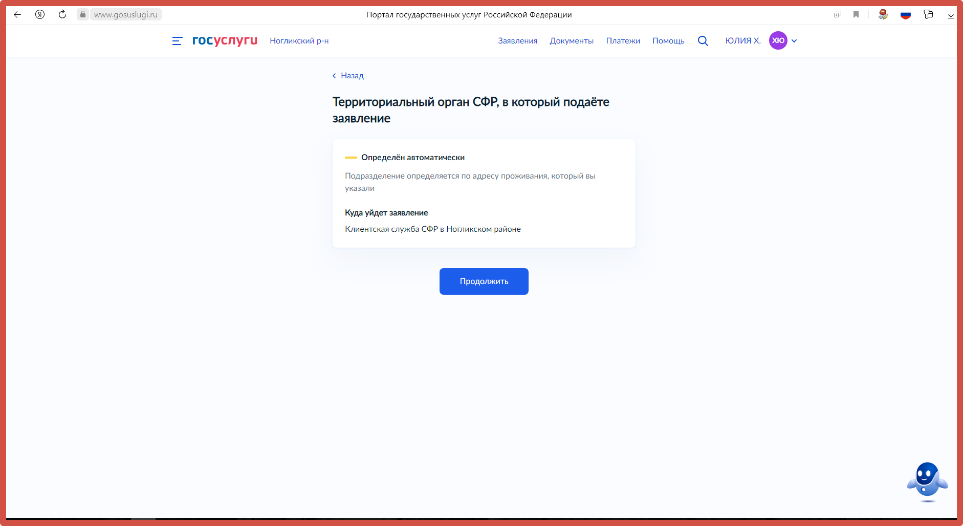 www.gosuslugi.ru
Портал государственных услуг Российской Федерации
госуслуги
Ногликский р-н
Заявления Документы Платежи Помощь
ЮЛИЯ Х. ХЮ
Назад
Территориальный орган СФР, в который подаёте
заявление
Определён автоматически
Подразделение определяется по адресу проживания, который вы
указали
Куда уйдет заявление
Клиентская служба СФР в Ногликском районе
Продолжить